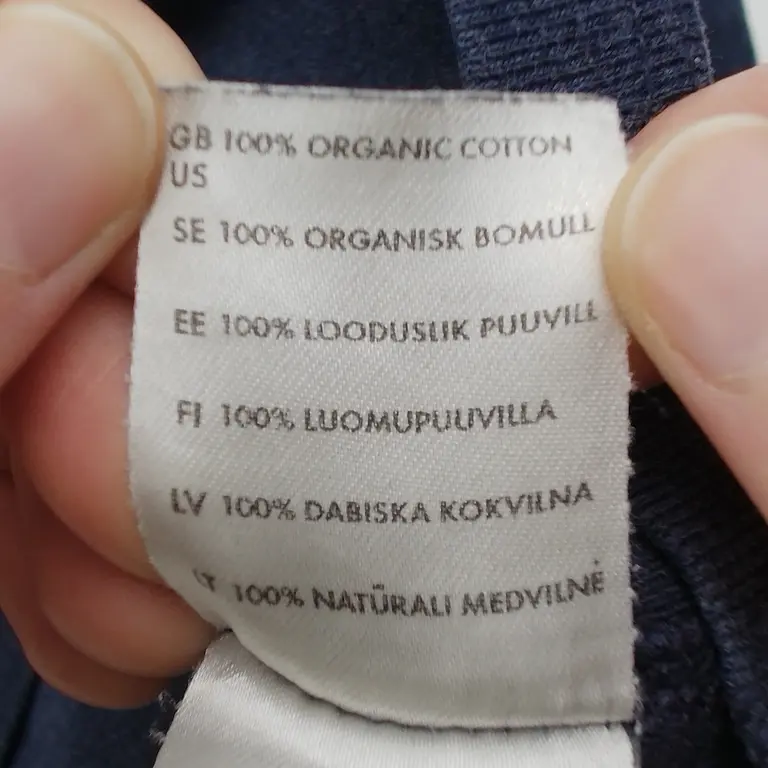 GB 100% ORGANIC COTTON
US
SE 100% ORGANISK BOMULL
EE 100% LOODUSLIK PUUVILL
FI 100% LUOMUPUUVILLA
LV 100% DABISKA KOKVILNA
LT 100% NATŪRALI MEDVILNĖ